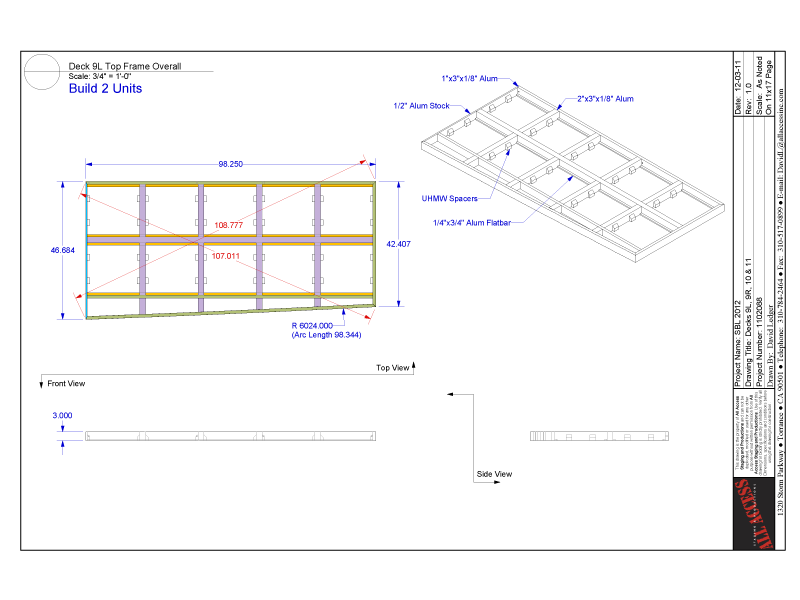 Deck 9L Top Frame Overall
Scale: 3/4" = 1'-0"
Build 2 Units
1"x3"x1/8" Alum
2"x3"x1/8" Alum
1/2" Alum Stock
UHMW Spacers
1/4"x3/4" Alum Flatbar
98.250
46.684
108.777
107.011
42.407
R 6024.000
(Arc Length 98.344)
Top View
Front View
3.000
Side View
Date: 12-03-11
Rev: 1.0
Scale: As Noted
On 11x17 Page
Project Name: SBL 2012
Drawing Title: Decks 9L, 9R, 10 & 11
Project Number: 1102088
Drawn By: David Ledger
ALL ACCESS
1320 Storm Parkway ● Torrance ● CA 90501 ● Telephone: 310-784-2464 ● Fax: 310-517-0899 ● E-mail: DavidL@allaccessinc.com